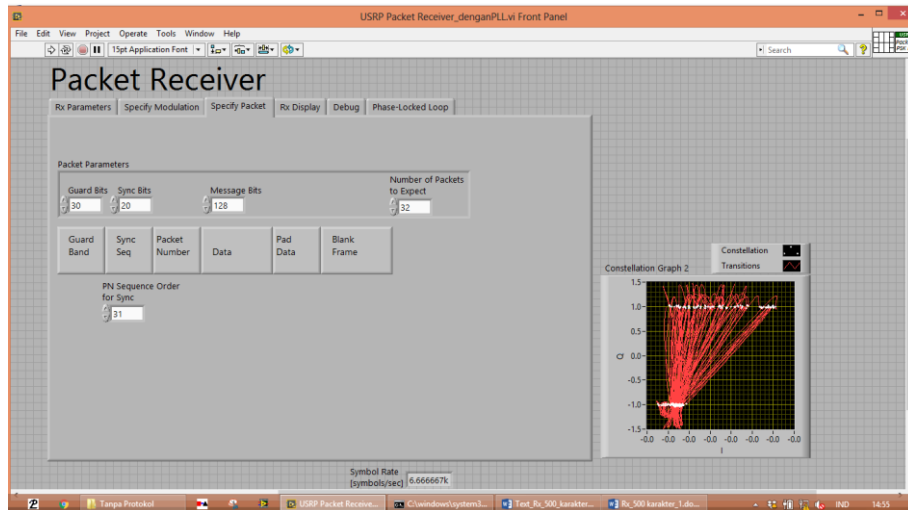 USRP Packet Receiver_denganPLL.vi Front Panel
File Edit View Project Operate Tools Window Help
15pt Application Font
Search
Packet Receiver
Rx Parameters Specify Modulation Specify Packet Rx Display Debug Phase-Locked Loop
Packet Parameters
Guard Bits Sync Bits Message Bits Number of Packets to Expect
30 20 128 32
Guard Band Sync Seq Packet Number Data Pad Data Blank Frame
PN Sequence Order
for Sync
31
Constellation Graph 2
Constellation
Transitions
1.5-
1.0-
0.5-
0.0-
-0.5-
-1.0-
-1.5-
Q
-0.0 -0.0 -0.0 -0.0 -0.0 -0.0 -0.0 -0.0
I
Symbol Rate
[symbols/sec] 6.666667k
Tanpa Protokol USRP Packet Receive... C:\windows\system3... Text_Rx_500_karakter... Rx_500 karakter_1.do... IND 14:55